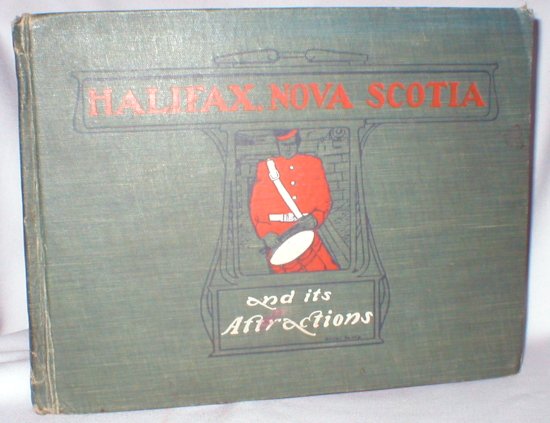 HALIFAX, NOVA SCOTIA
and its
Attractions